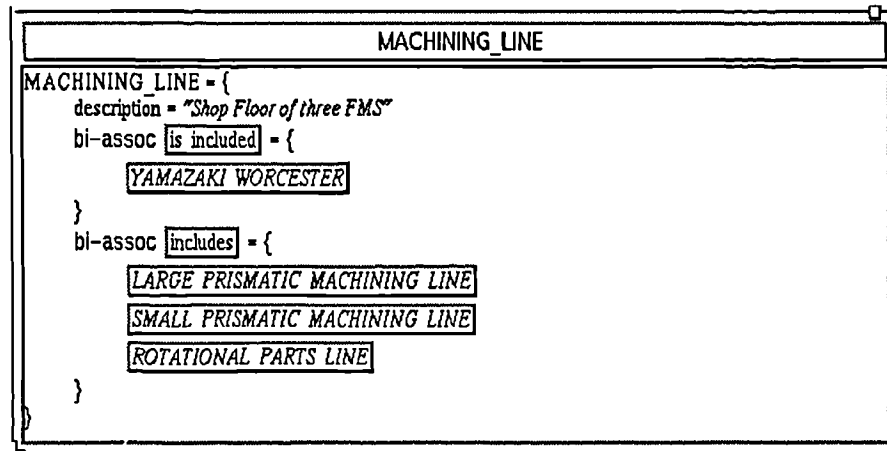 MACHINING_LINE
MACHINING_LINE = {
description = "Shop Floor of three FMS"
bi-assoc is included = {
YAMAZAKI WORCESTER
}
bi-assoc includes = {
LARGE PRISMATIC MACHINING LINE
SMALL PRISMATIC MACHINING LINE
ROTATIONAL PARTS LINE
}
}